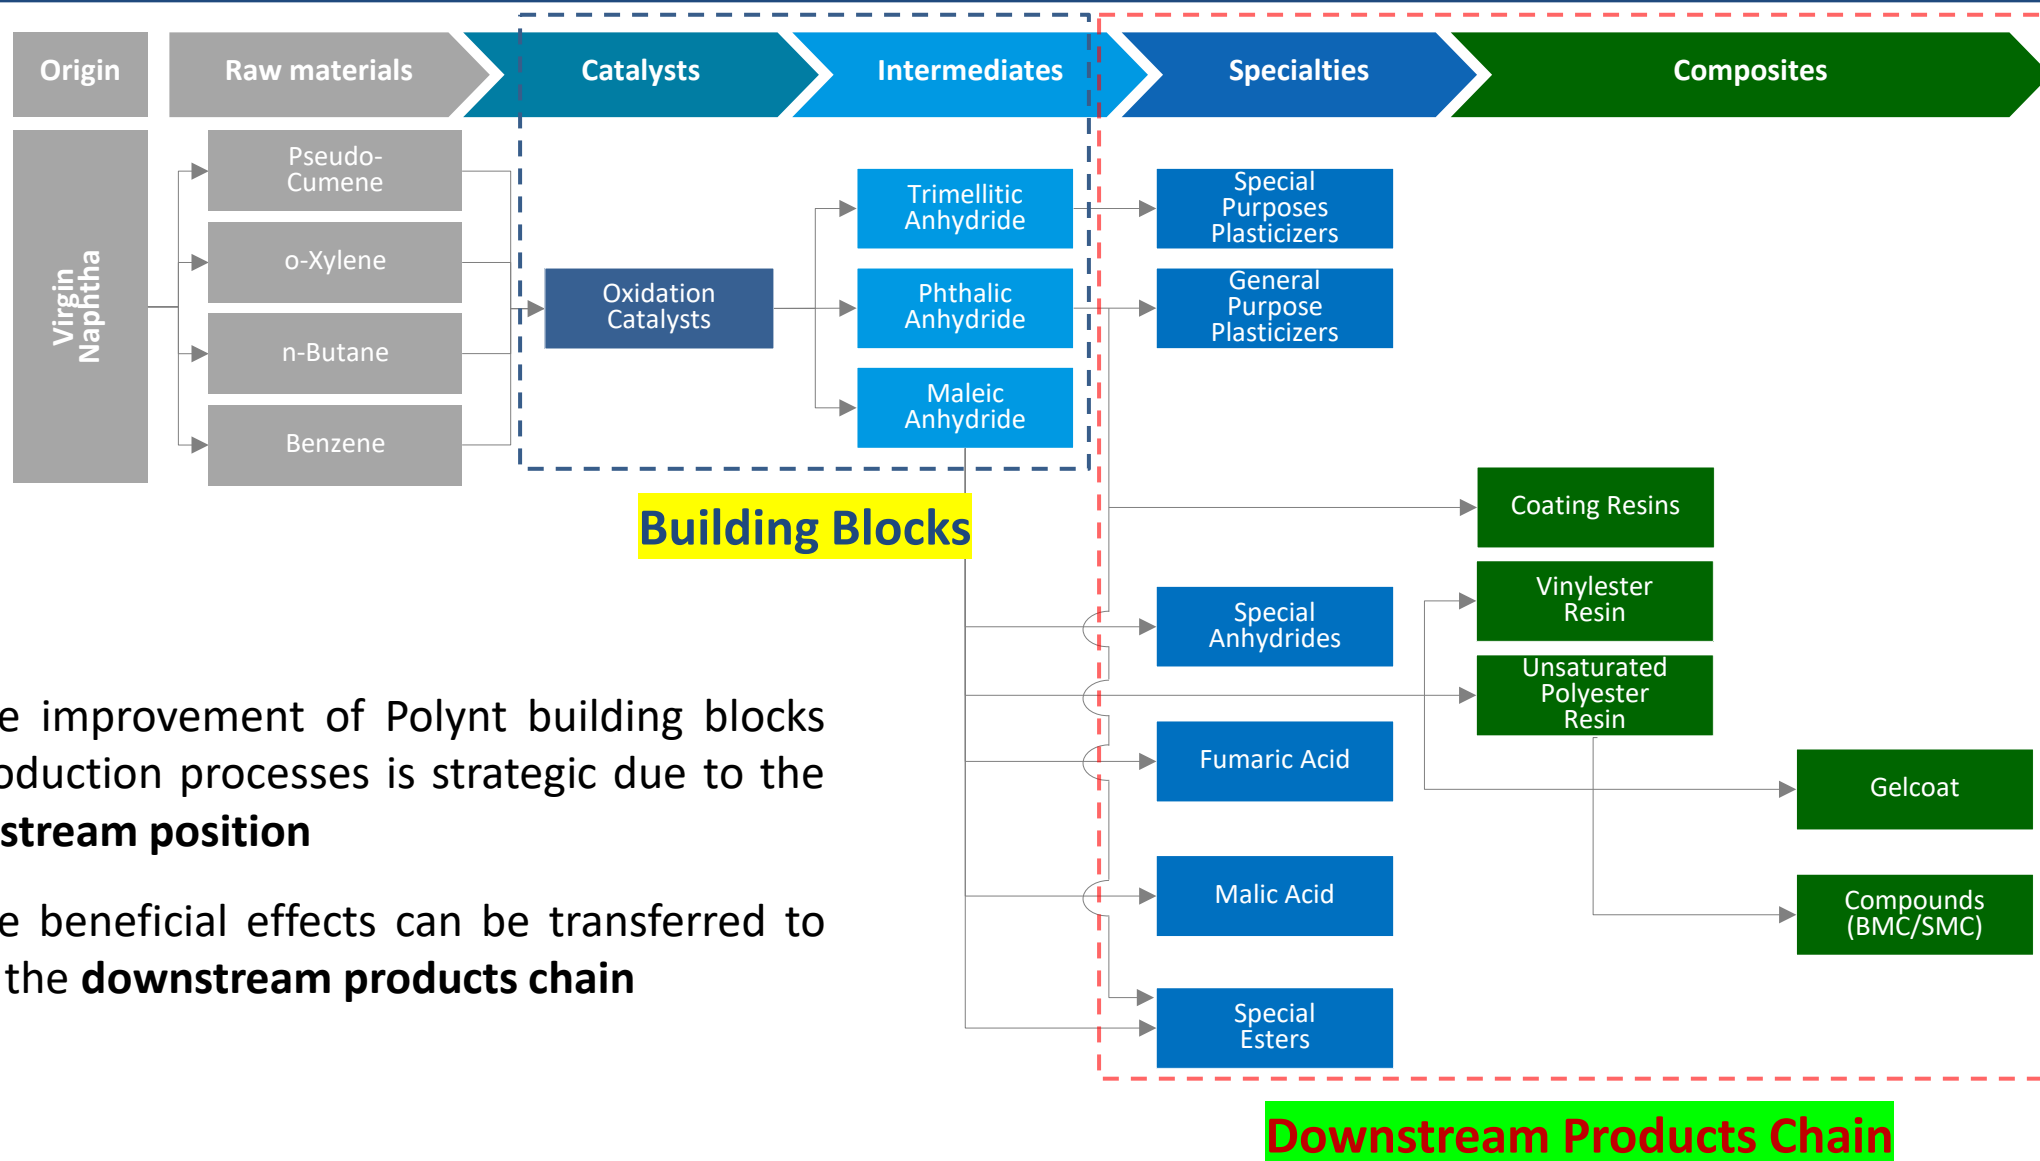 Origin
Raw materials
Catalysts
Intermediates
Specialties
Composites
Virgin
Naphtha
Pseudo-
Cumene
o-Xylene
n-Butane
Benzene
Oxidation
Catalysts
Trimellitic
Anhydride
Phthalic
Anhydride
Maleic
Anhydride
Special
Purposes
Plasticizers
General
Purpose
Plasticizers
Building Blocks
Coating Resins
Vinylester
Resin
Special
Anhydrides
Unsaturated
Polyester
Resin
Fumaric Acid
Gelcoat
Malic Acid
Compounds
(BMC/SMC)
Special
Esters
e improvement of Polynt building blocks
oduction processes is strategic due to the
stream position
e beneficial effects can be transferred to
the downstream products chain
Downstream Products Chain